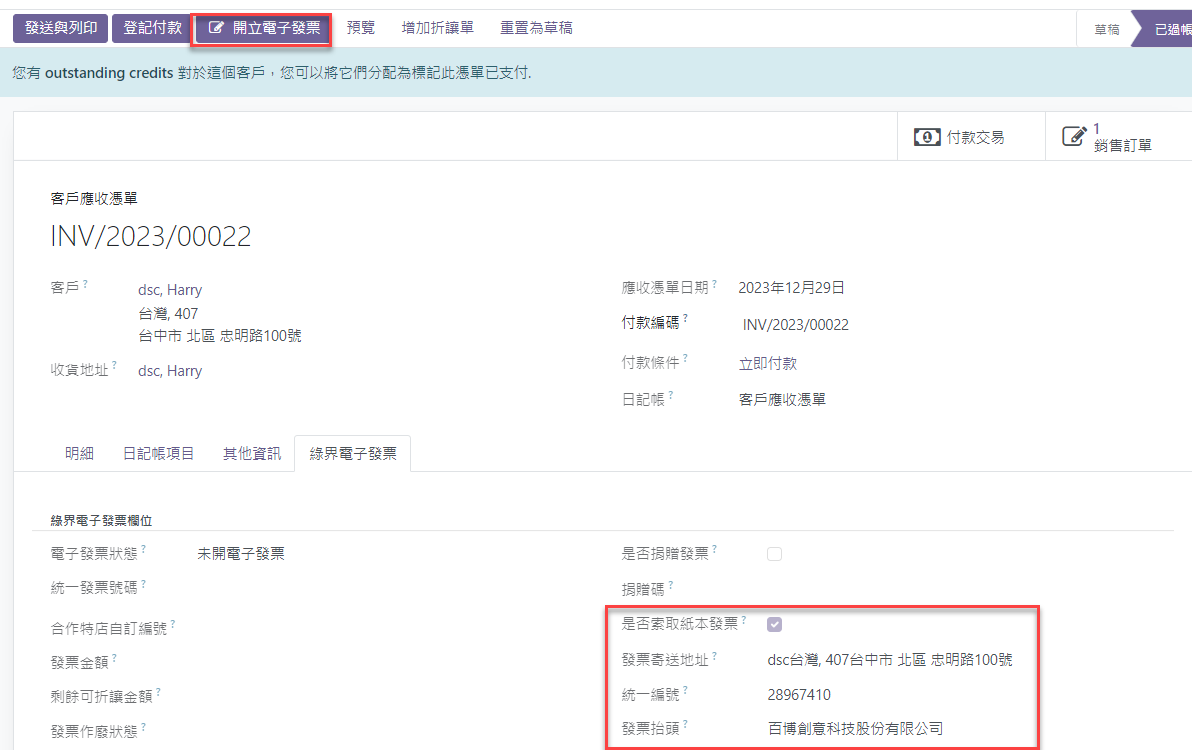 發送與列印 登記付款 開立電子發票 預覽 增加折讓單 重置為草稿 草稿 已過帳
您有 outstanding credits 對於這個客戶，您可以將它們分配為標記此憑單已支付.
付款交易 1 銷售訂單
客戶應收憑單
INV/2023/00022
客戶? dsc, Harry 應收憑單日期? 2023年12月29日
台灣, 407
台中市 北區 忠明路100號 付款編碼? INV/2023/00022
收貨地址? dsc, Harry 付款條件? 立即付款
日記帳? 客戶應收憑單
明細 日記帳項目 其他資訊 綠界電子發票
綠界電子發票欄位
電子發票狀態? 未開電子發票 是否捐贈發票?
統一發票號碼? 捐贈碼?
合作特店自訂編號? 是否索取紙本發票?
發票金額? 發票寄送地址? dsc台灣, 407台中市 北區 忠明路100號
剩餘可折讓金額? 統一編號? 28967410
發票作廢狀態? 發票抬頭? 百博創意科技股份有限公司